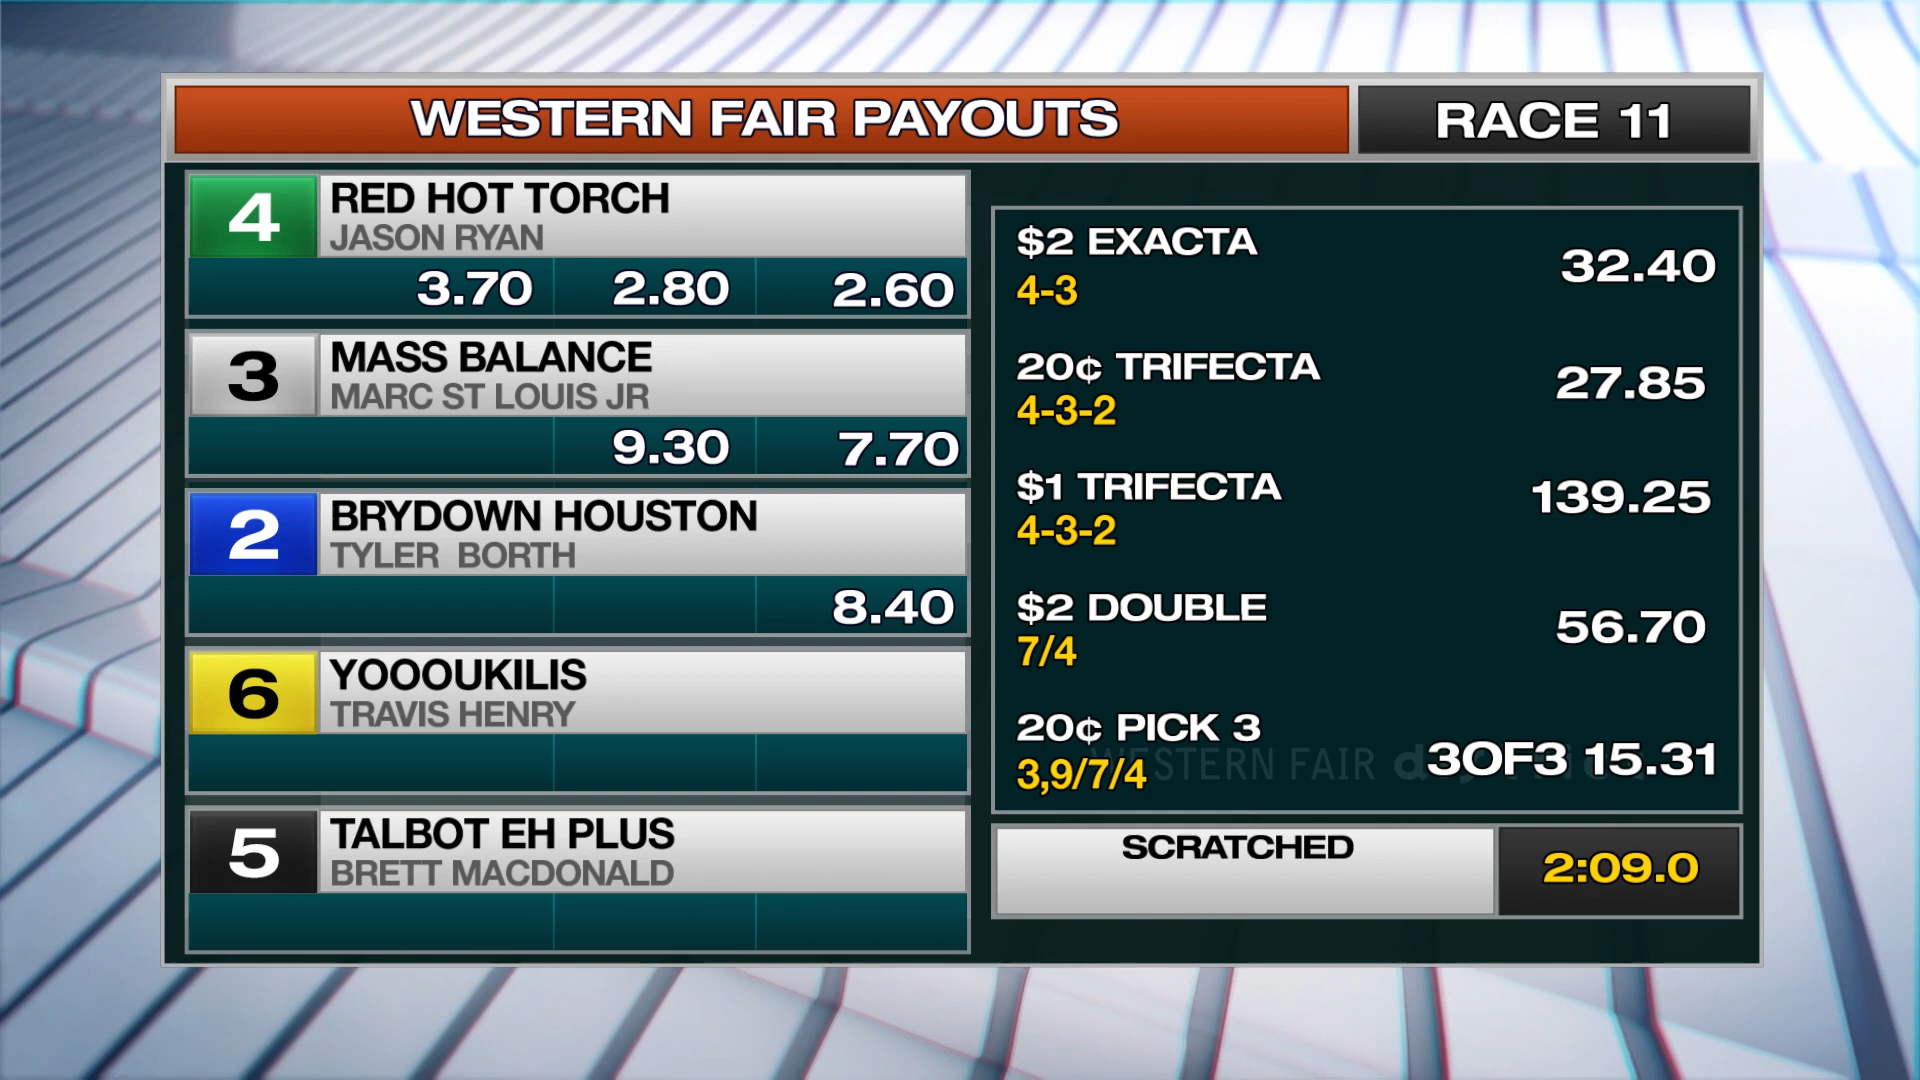 WESTERN FAIR PAYOUTS
RACE 11
4
RED HOT TORCH
JASON RYAN
3.70 2.80 2.60
3
MASS BALANCE
MARC ST LOUIS JR
9.30 7.70
2
BRYDOWN HOUSTON
TYLER BORTH
8.40
6
YOOOUKILIS
TRAVIS HENRY
5
TALBOT EH PLUS
BRETT MACDONALD
$2 EXACTA
4-3
32.40
20¢ TRIFECTA
4-3-2
27.85
$1 TRIFECTA
4-3-2
139.25
$2 DOUBLE
7/4
56.70
20¢ PICK 3
3,9/7/4
3OF3 15.31
WESTERN FAIR
SCRATCHED
2:09.0